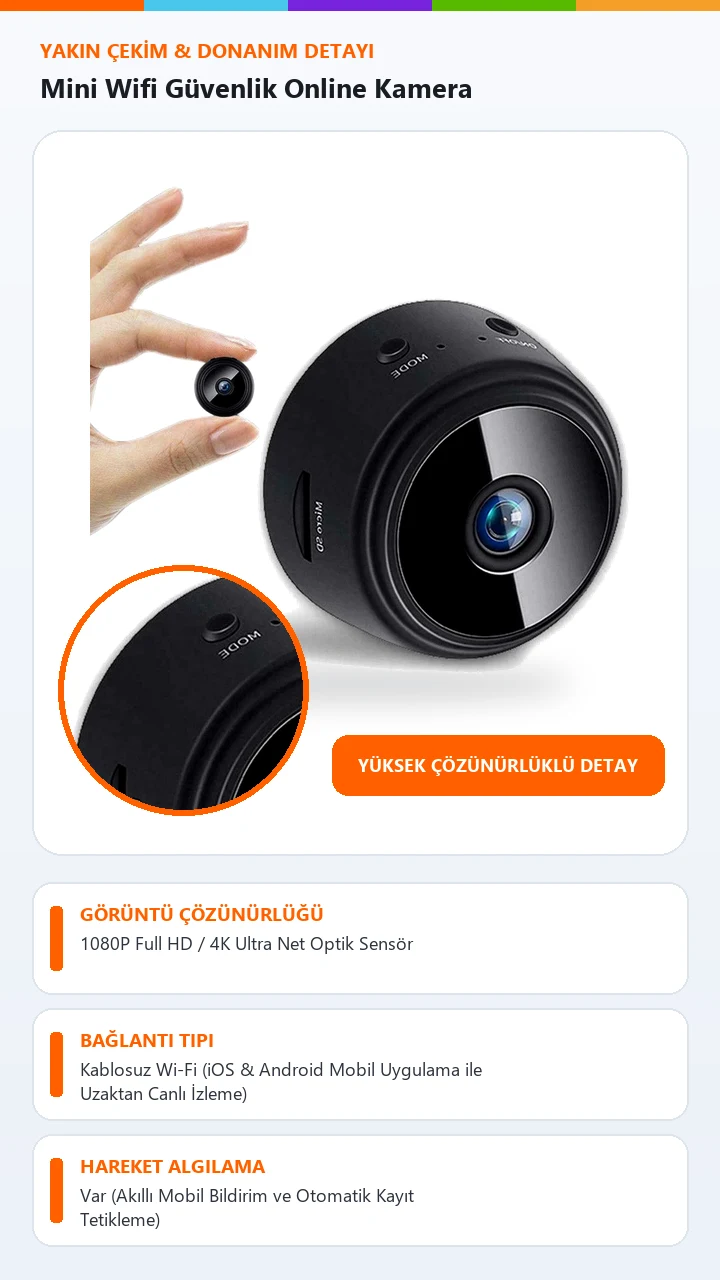 YAKIN ÇEKİM & DONANIM DETAYI
Mini Wifi Güvenlik Online Kamera
MODE
ON/OFF
Micro SD
MODE
YÜKSEK ÇÖZÜNÜRLÜKLÜ DETAY
GÖRÜNTÜ ÇÖZÜNÜRLÜĞÜ
1080P Full HD / 4K Ultra Net Optik Sensör
BAĞLANTI TIPI
Kablosuz Wi-Fi (iOS & Android Mobil Uygulama ile
Uzaktan Canlı İzleme)
HAREKET ALGILAMA
Var (Akıllı Mobil Bildirim ve Otomatik Kayıt
Tetikleme)